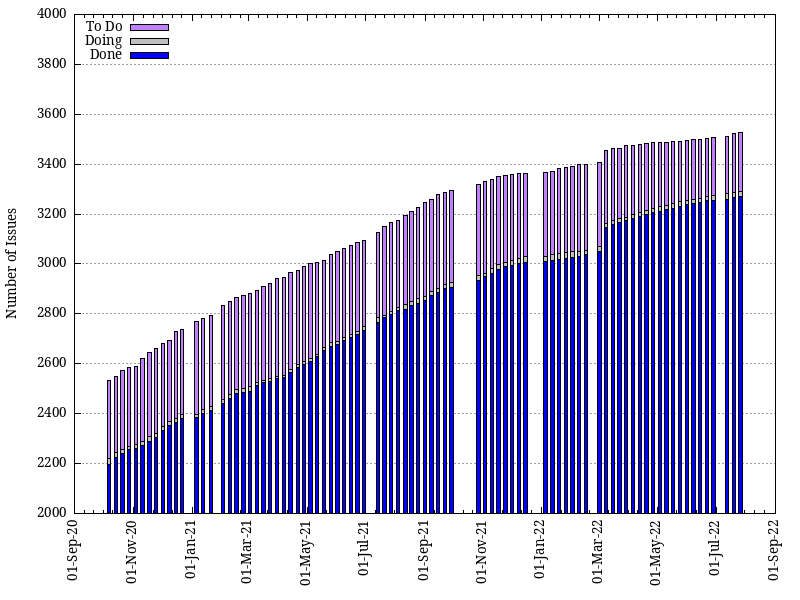 4000
3800
3600
3400
3200
3000
2800
2600
2400
2200
2000
Number of Issues
To Do
Doing
Done
01-Sep-20
01-Nov-20
01-Jan-21
01-Mar-21
01-May-21
01-Jul-21
01-Sep-21
01-Nov-21
01-Jan-22
01-Mar-22
01-May-22
01-Jul-22
01-Sep-22